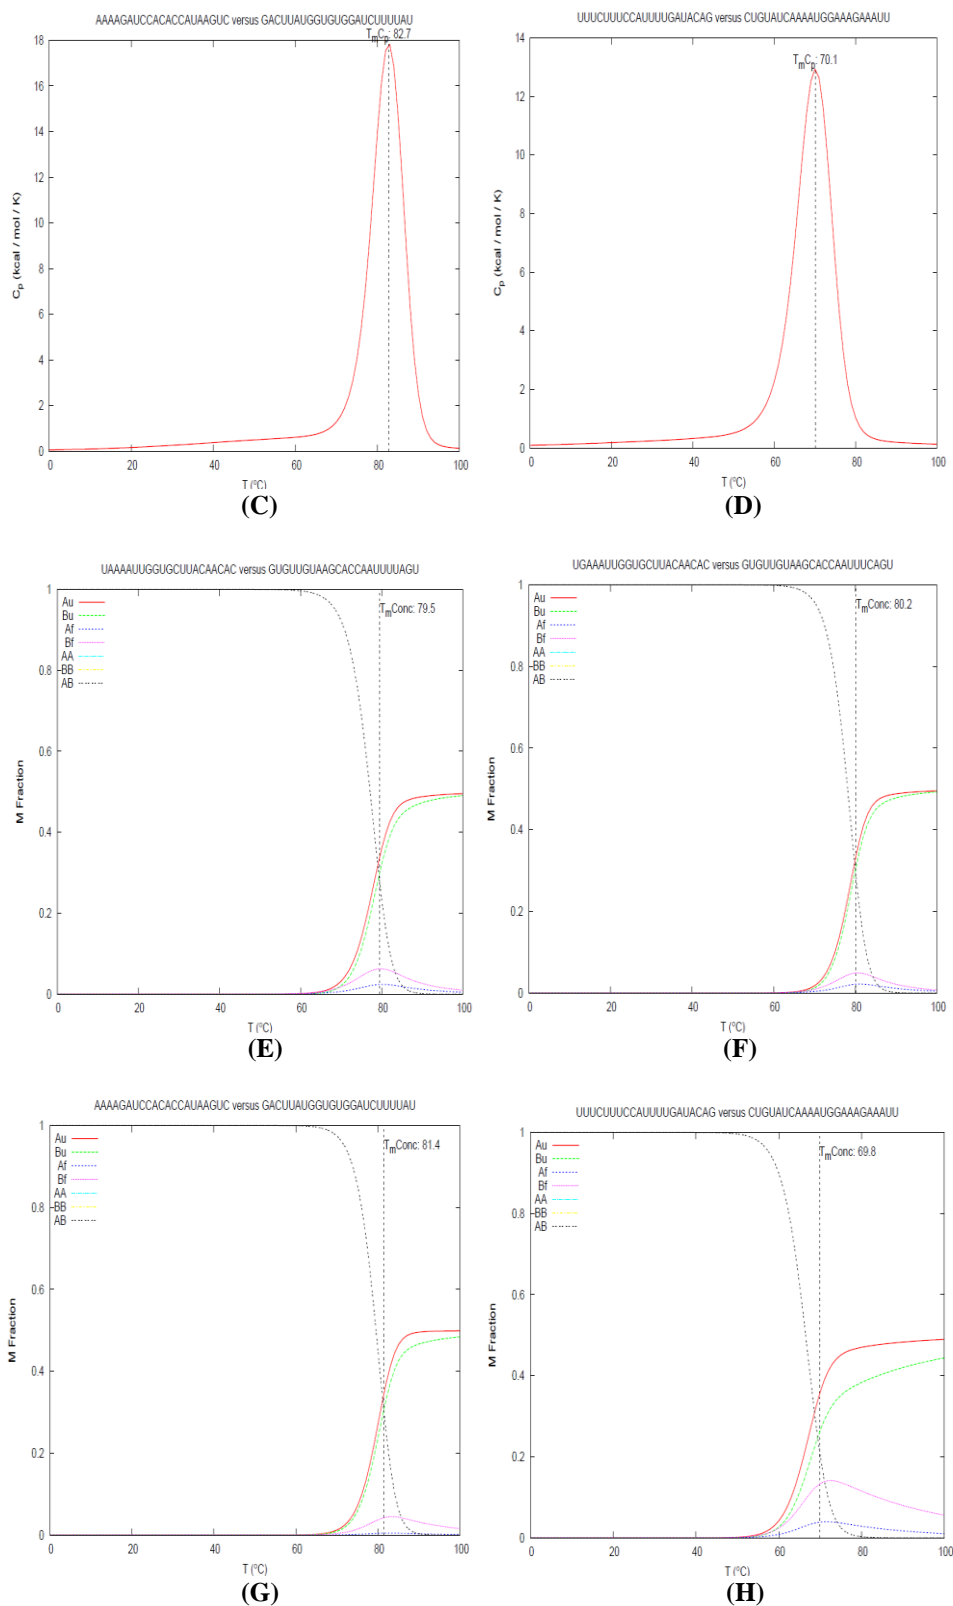 AAAAGAUCCACACCAUAAGUC versus GACUUAUGGUGUGGAUCUUUUAU
TmCp: 82.7
18
16
14
12
10
8
6
4
2
0
Cp (kcal / mol / K)
0 20 40 60 80 100
T (ºC)
(C)
UUUCUUUCCAUUUUGAUACAG versus CUGUAUCAAAAUGGAAAGAAAUU
TmCp: 70.1
14
12
10
8
6
4
2
0
Cp (kcal / mol / K)
0 20 40 60 80 100
T (ºC)
(D)
UAAAAUUGGUGCUUACAACAC versus GUGUUGUAAGCACCAAUUUUAGU
TmConc: 79.5
Au
Bu
Af
Bf
AA
BB
AB
1
0.8
0.6
0.4
0.2
0
M Fraction
0 20 40 60 80 100
T (ºC)
(E)
UGAAAUUGGUGCUUACAACAC versus GUGUUGUAAGCACCAAUUUCAGU
TmConc: 80.2
Au
Bu
Af
Bf
AA
BB
AB
1
0.8
0.6
0.4
0.2
0
M Fraction
0 20 40 60 80 100
T (ºC)
(F)
AAAAGAUCCACACCAUAAGUC versus GACUUAUGGUGUGGAUCUUUUAU
TmConc: 81.4
Au
Bu
Af
Bf
AA
BB
AB
1
0.8
0.6
0.4
0.2
0
M Fraction
0 20 40 60 80 100
T (ºC)
(G)
UUUCUUUCCAUUUUGAUACAG versus CUGUAUCAAAAUGGAAAGAAAUU
TmConc: 69.8
Au
Bu
Af
Bf
AA
BB
AB
1
0.8
0.6
0.4
0.2
0
M Fraction
0 20 40 60 80 100
T (ºC)
(H)